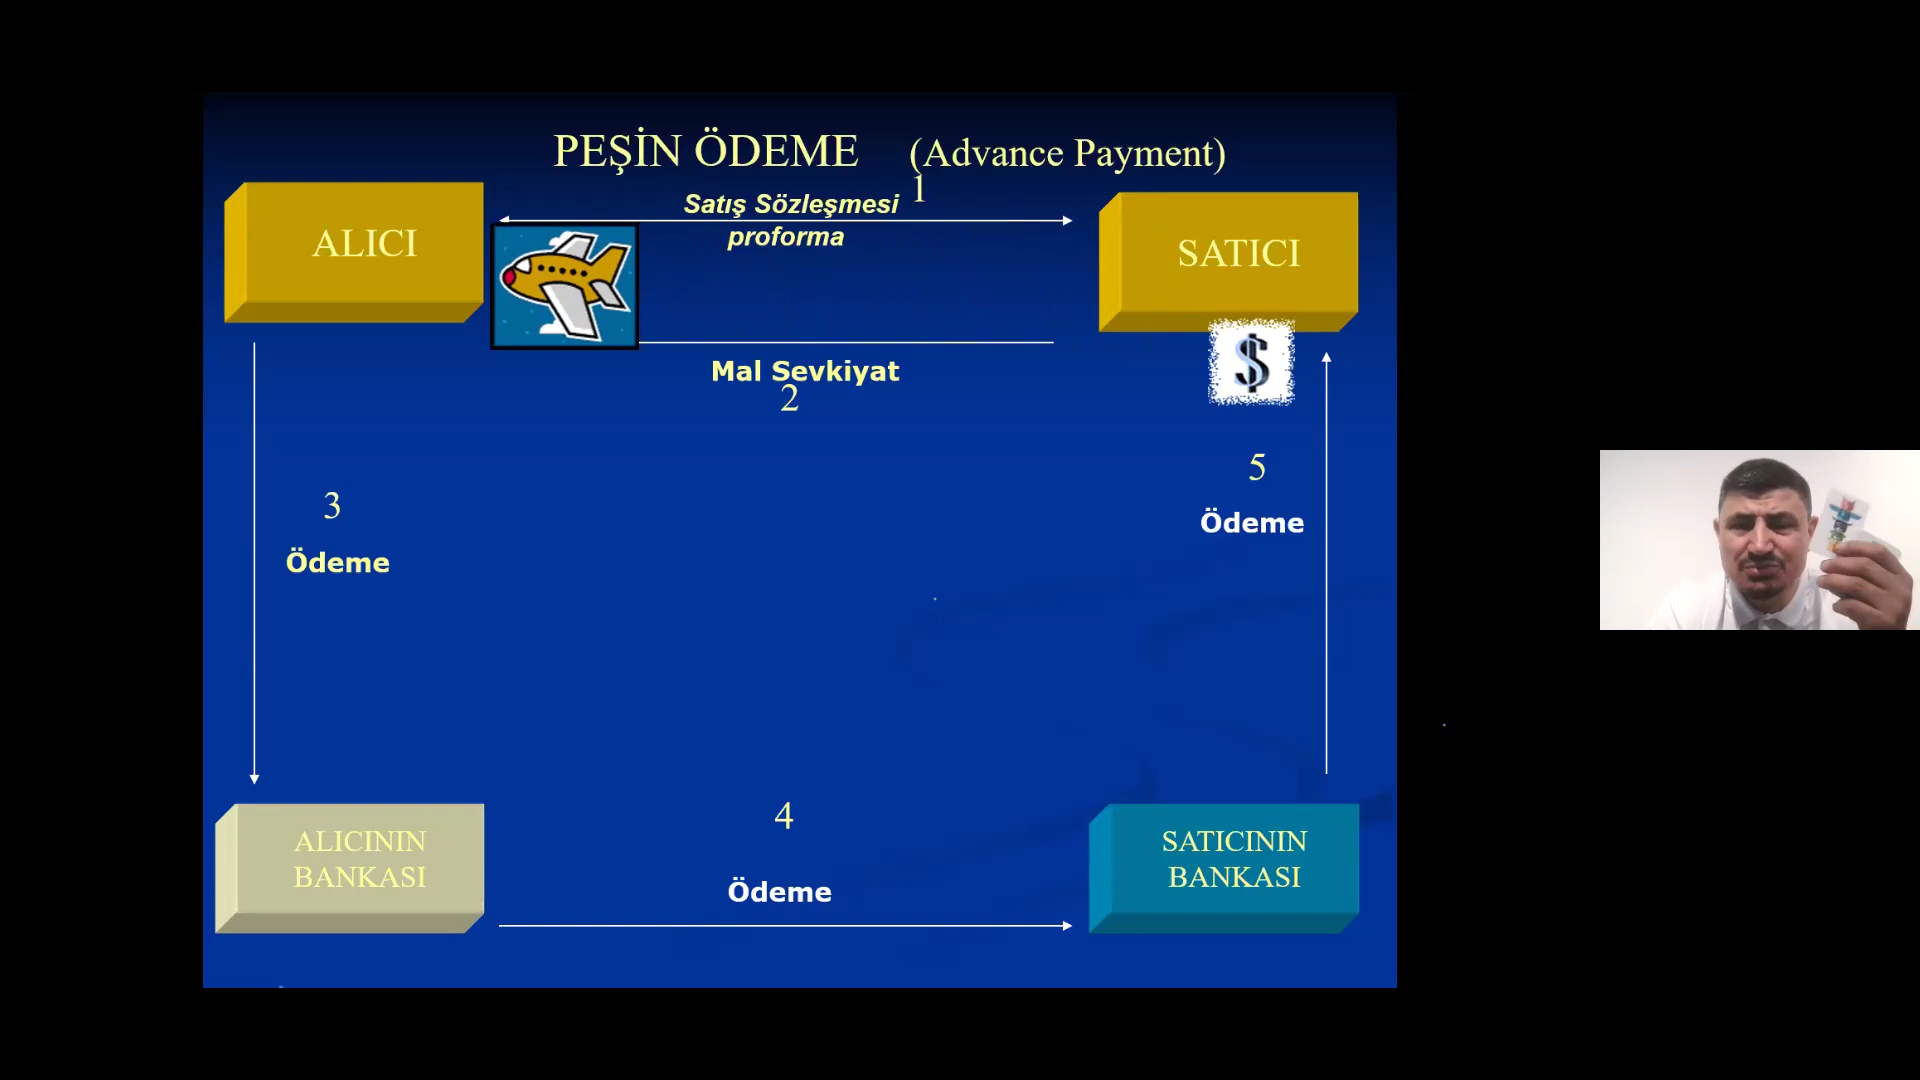 PEŞİN ÖDEME (Advance Payment)
1
Satış Sözleşmesi
proforma
ALICI
SATICI
$
Mal Sevkiyat
2
3
Ödeme
5
Ödeme
4
Ödeme
ALICININ
BANKASI
SATICININ
BANKASI